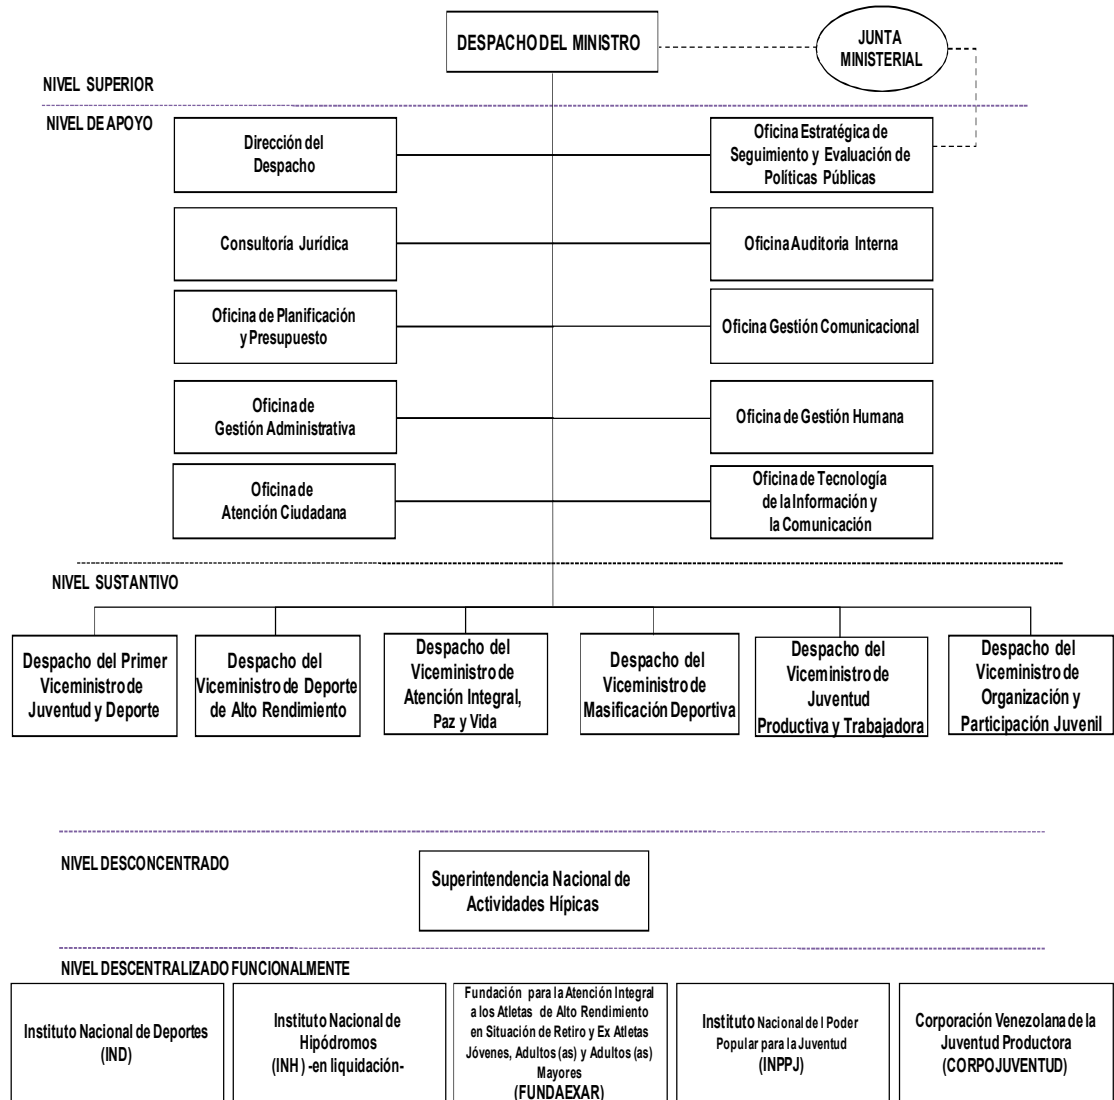 DESPACHO DEL MINISTRO
JUNTA
MINISTERIAL
NIVEL SUPERIOR
NIVEL DE APOYO
Dirección del
Despacho
Oficina Estratégica de
Seguimiento y Evaluación de
Políticas Públicas
Consultoría Jurídica
Oficina Auditoria Interna
Oficina de Planificación
y Presupuesto
Oficina Gestión Comunicacional
Oficina de
Gestión Administrativa
Oficina de Gestión Humana
Oficina de
Atención Ciudadana
Oficina de Tecnología
de la Información y
la Comunicación
NIVEL SUSTANTIVO
Despacho del Primer
Viceministro de
Juventud y Deporte
Despacho del
Viceministro de Deporte
de Alto Rendimiento
Despacho del
Viceministro de
Atención Integral,
Paz y Vida
Despacho del
Viceministro de
Masificación Deportiva
Despacho del
Viceministro de
Juventud
Productiva y Trabajadora
Despacho del
Viceministro de
Organización y
Participación Juvenil
NIVEL DESCONCENTRADO
Superintendencia Nacional de
Actividades Hípicas
NIVEL DESCENTRALIZADO FUNCIONALMENTE
Instituto Nacional de Deportes
(IND)
Instituto Nacional de
Hipódromos
(INH ) -en liquidación-
Fundación para la Atención Integral
a los Atletas de Alto Rendimiento
en Situación de Retiro y Ex Atletas
Jóvenes, Adultos (as) y Adultos (as)
Mayores
(FUNDAEXAR)
Instituto Nacional de l Poder
Popular para la Juventud
(INPPJ)
Corporación Venezolana de la
Juventud Productora
(CORPOJUVENTUD)